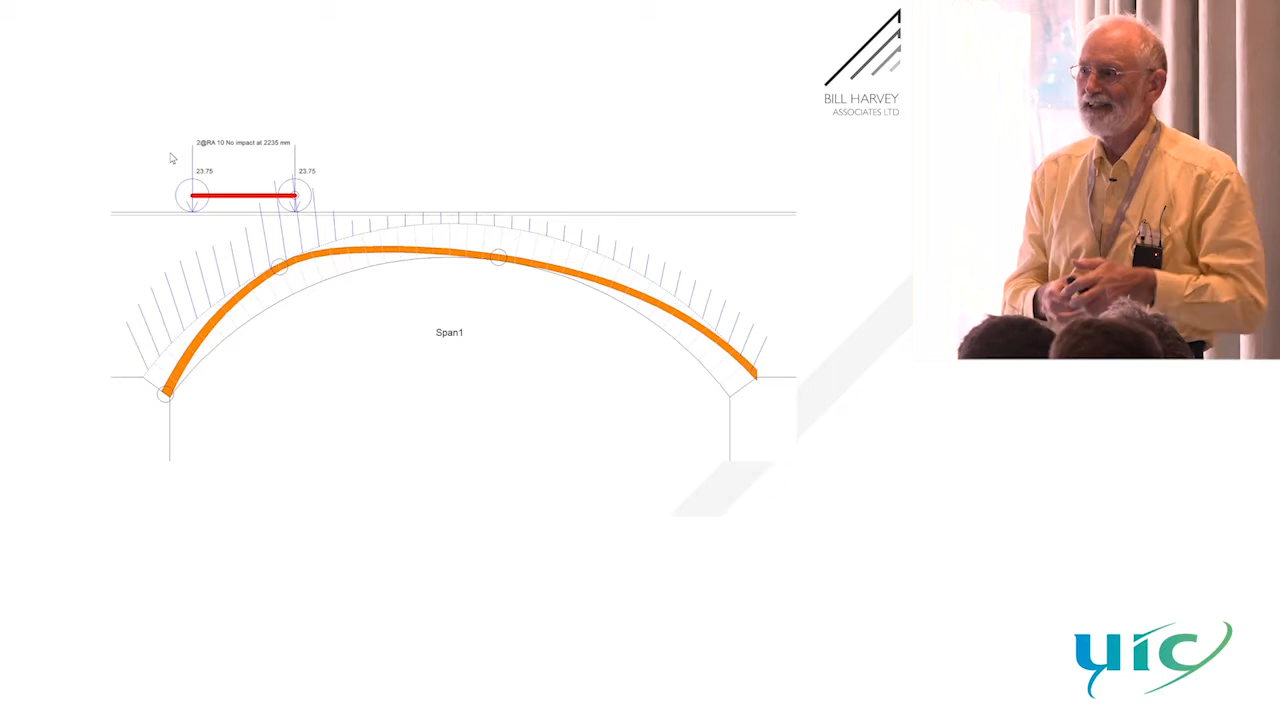 BILL HARVEY
ASSOCIATES LTD
2@RA 10 No impact at 2235 mm
23.75
23.75
Span1
uic